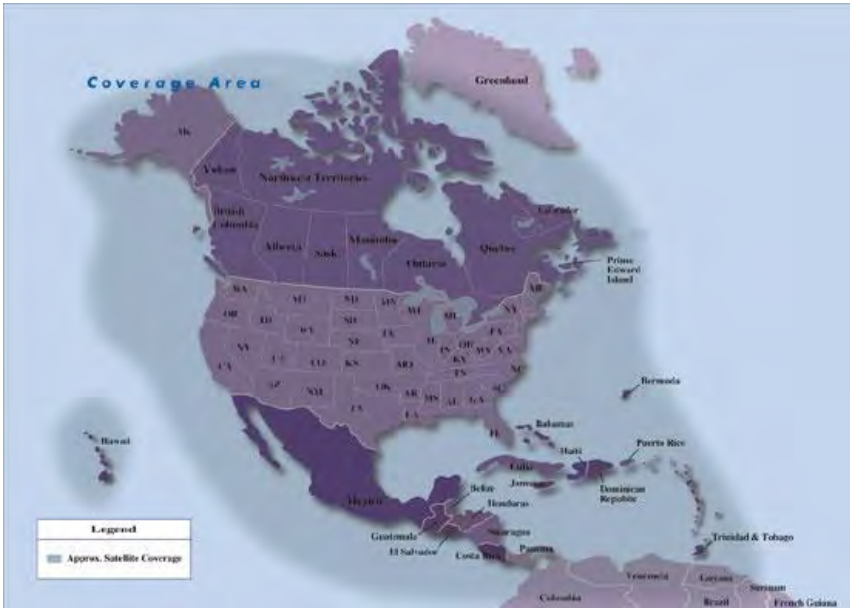 Coverage Area
Greenland
AK
Yukon
Northwest Territories
British
Columbia
Alberta
Sask
Manitoba
Ontario
Quebec
Labrador
Prince
Edward
Island
WA
MT
ND
MN
WI
MI
NY
OR
ID
WY
SD
IA
PA
NE
IL
IN
OH
WV
VA
NV
UT
CO
KS
MO
KY
CA
TN
NC
AZ
NM
OK
AR
MS
AL
GA
SC
TX
LA
FL
Hawaii
Bermuda
Bahamas
Haiti
Puerto Rico
Cuba
Jamaica
Dominican
Republic
Mexico
Belize
Honduras
Guatemala
El Salvador
Nicaragua
Costa Rica
Panama
Trinidad & Tobago
Venezuela
Guyana
Surinam
Colombia
Brazil
French Guiana
Legend
Approx. Satellite Coverage